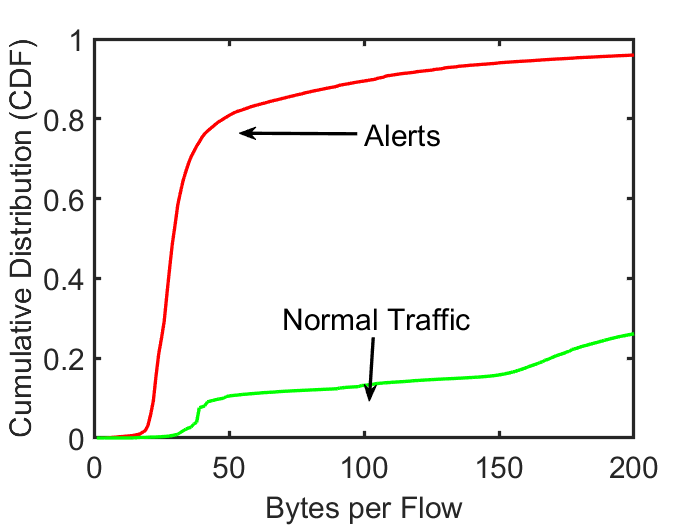 1
0.8
0.6
0.4
0.2
0
Cumulative Distribution (CDF)
Alerts
Normal Traffic
0 50 100 150 200
Bytes per Flow